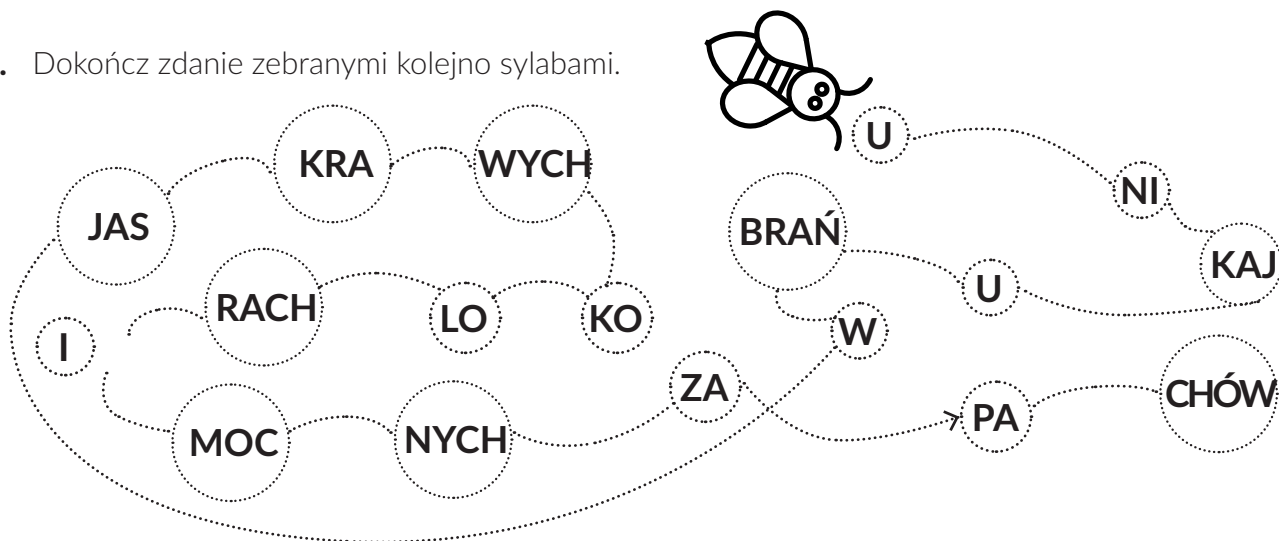 . Dokończ zdanie zebranymi kolejno sylabami.
U
NI
KAJ
U
BRAŃ
W
JAS
KRA
WYCH
KO
LO
RACH
I
MOC
NYCH
ZA
PA
CHÓW